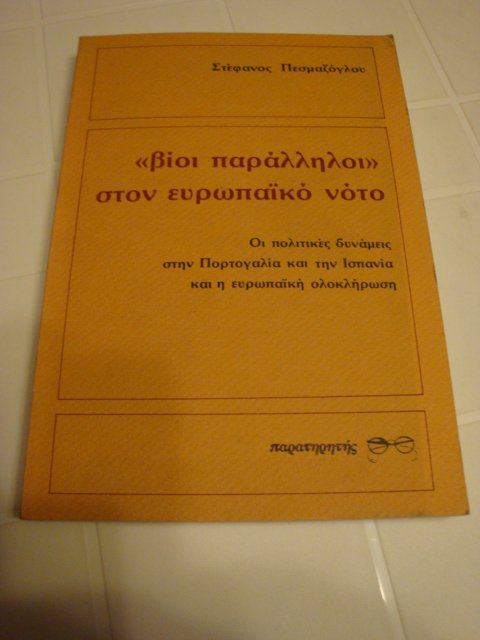 Στέφανος Πεσμαζόγλου
«βίοι παράλληλοι»
στον ευρωπαϊκό νότο
Οι πολιτικές δυνάμεις
στην Πορτογαλία και την Ισπανία
και η ευρωπαϊκή ολοκλήρωση
παρατηρητής